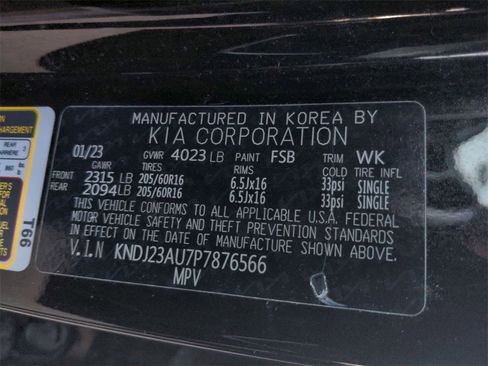 MANUFACTURED IN KOREA BY
KIA CORPORATION
01/23 GVWR 4023 LB PAINT FSB TRIM WK
GAWR TIRES RIMS COLD TIRE INFL
FRONT 2315 LB 205/60R16 6.5Jx16 33psi SINGLE
REAR 2094 LB 205/60R16 6.5Jx16 33psi SINGLE
THIS VEHICLE CONFORMS TO ALL APPLICABLE U.S.A. FEDERAL
MOTOR VEHICLE SAFETY AND THEFT PREVENTION STANDARDS
IN EFFECT ON THE DATE OF MANUFACTURE SHOWN ABOVE.
V.I.N KNDJ23AU7P7876566
MPV
T66
REAR
ARRIÈRE
3